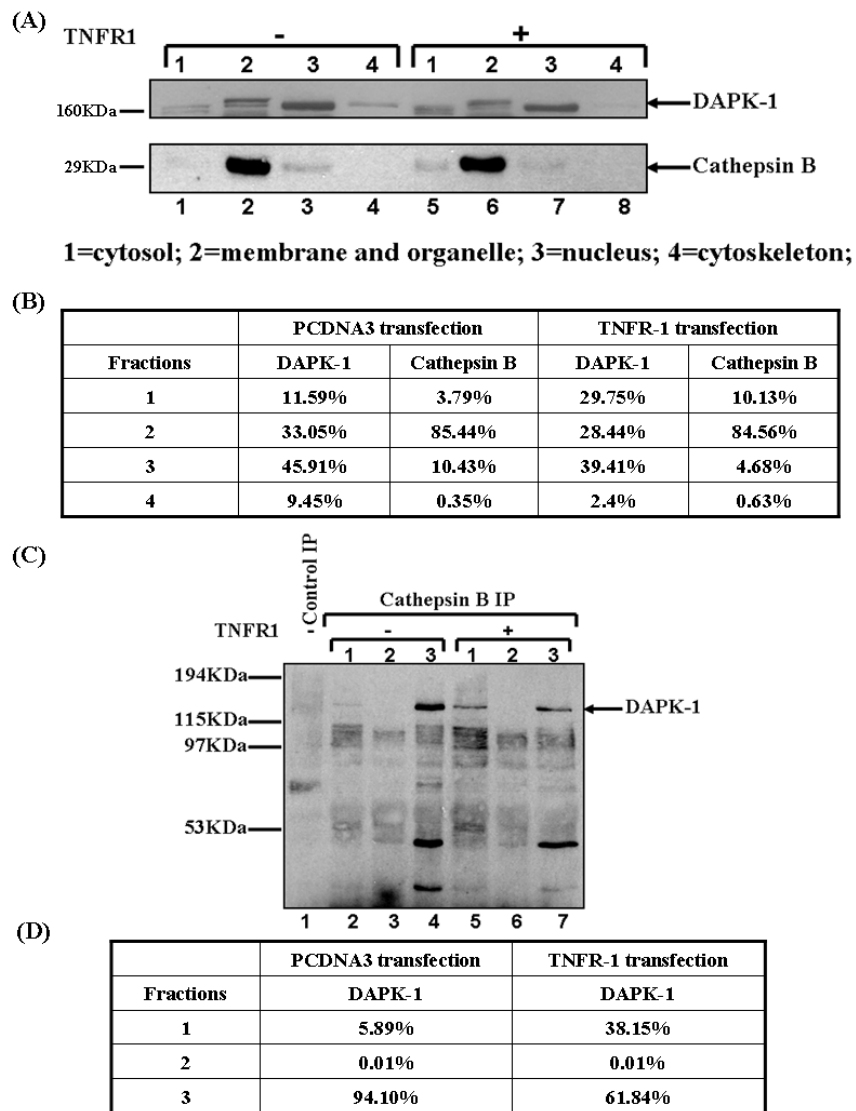 (A)
TNFR1 - +
1 2 3 4 1 2 3 4
160KDa DAPK-1
29KDa Cathepsin B
1 2 3 4 5 6 7 8
1=cytosol; 2=membrane and organelle; 3=nucleus; 4=cytoskeleton;
(B)
PCDNA3 transfection TNFR-1 transfection
Fractions DAPK-1 Cathepsin B DAPK-1 Cathepsin B
1 11.59% 3.79% 29.75% 10.13%
2 33.05% 85.44% 28.44% 84.56%
3 45.91% 10.43% 39.41% 4.68%
4 9.45% 0.35% 2.4% 0.63%
(C)
Control IP
Cathepsin B IP
TNFR1 - - +
1 2 3 1 2 3
194KDa
DAPK-1
115KDa
97KDa
53KDa
1 2 3 4 5 6 7
(D)
PCDNA3 transfection TNFR-1 transfection
Fractions DAPK-1 DAPK-1
1 5.89% 38.15%
2 0.01% 0.01%
3 94.10% 61.84%